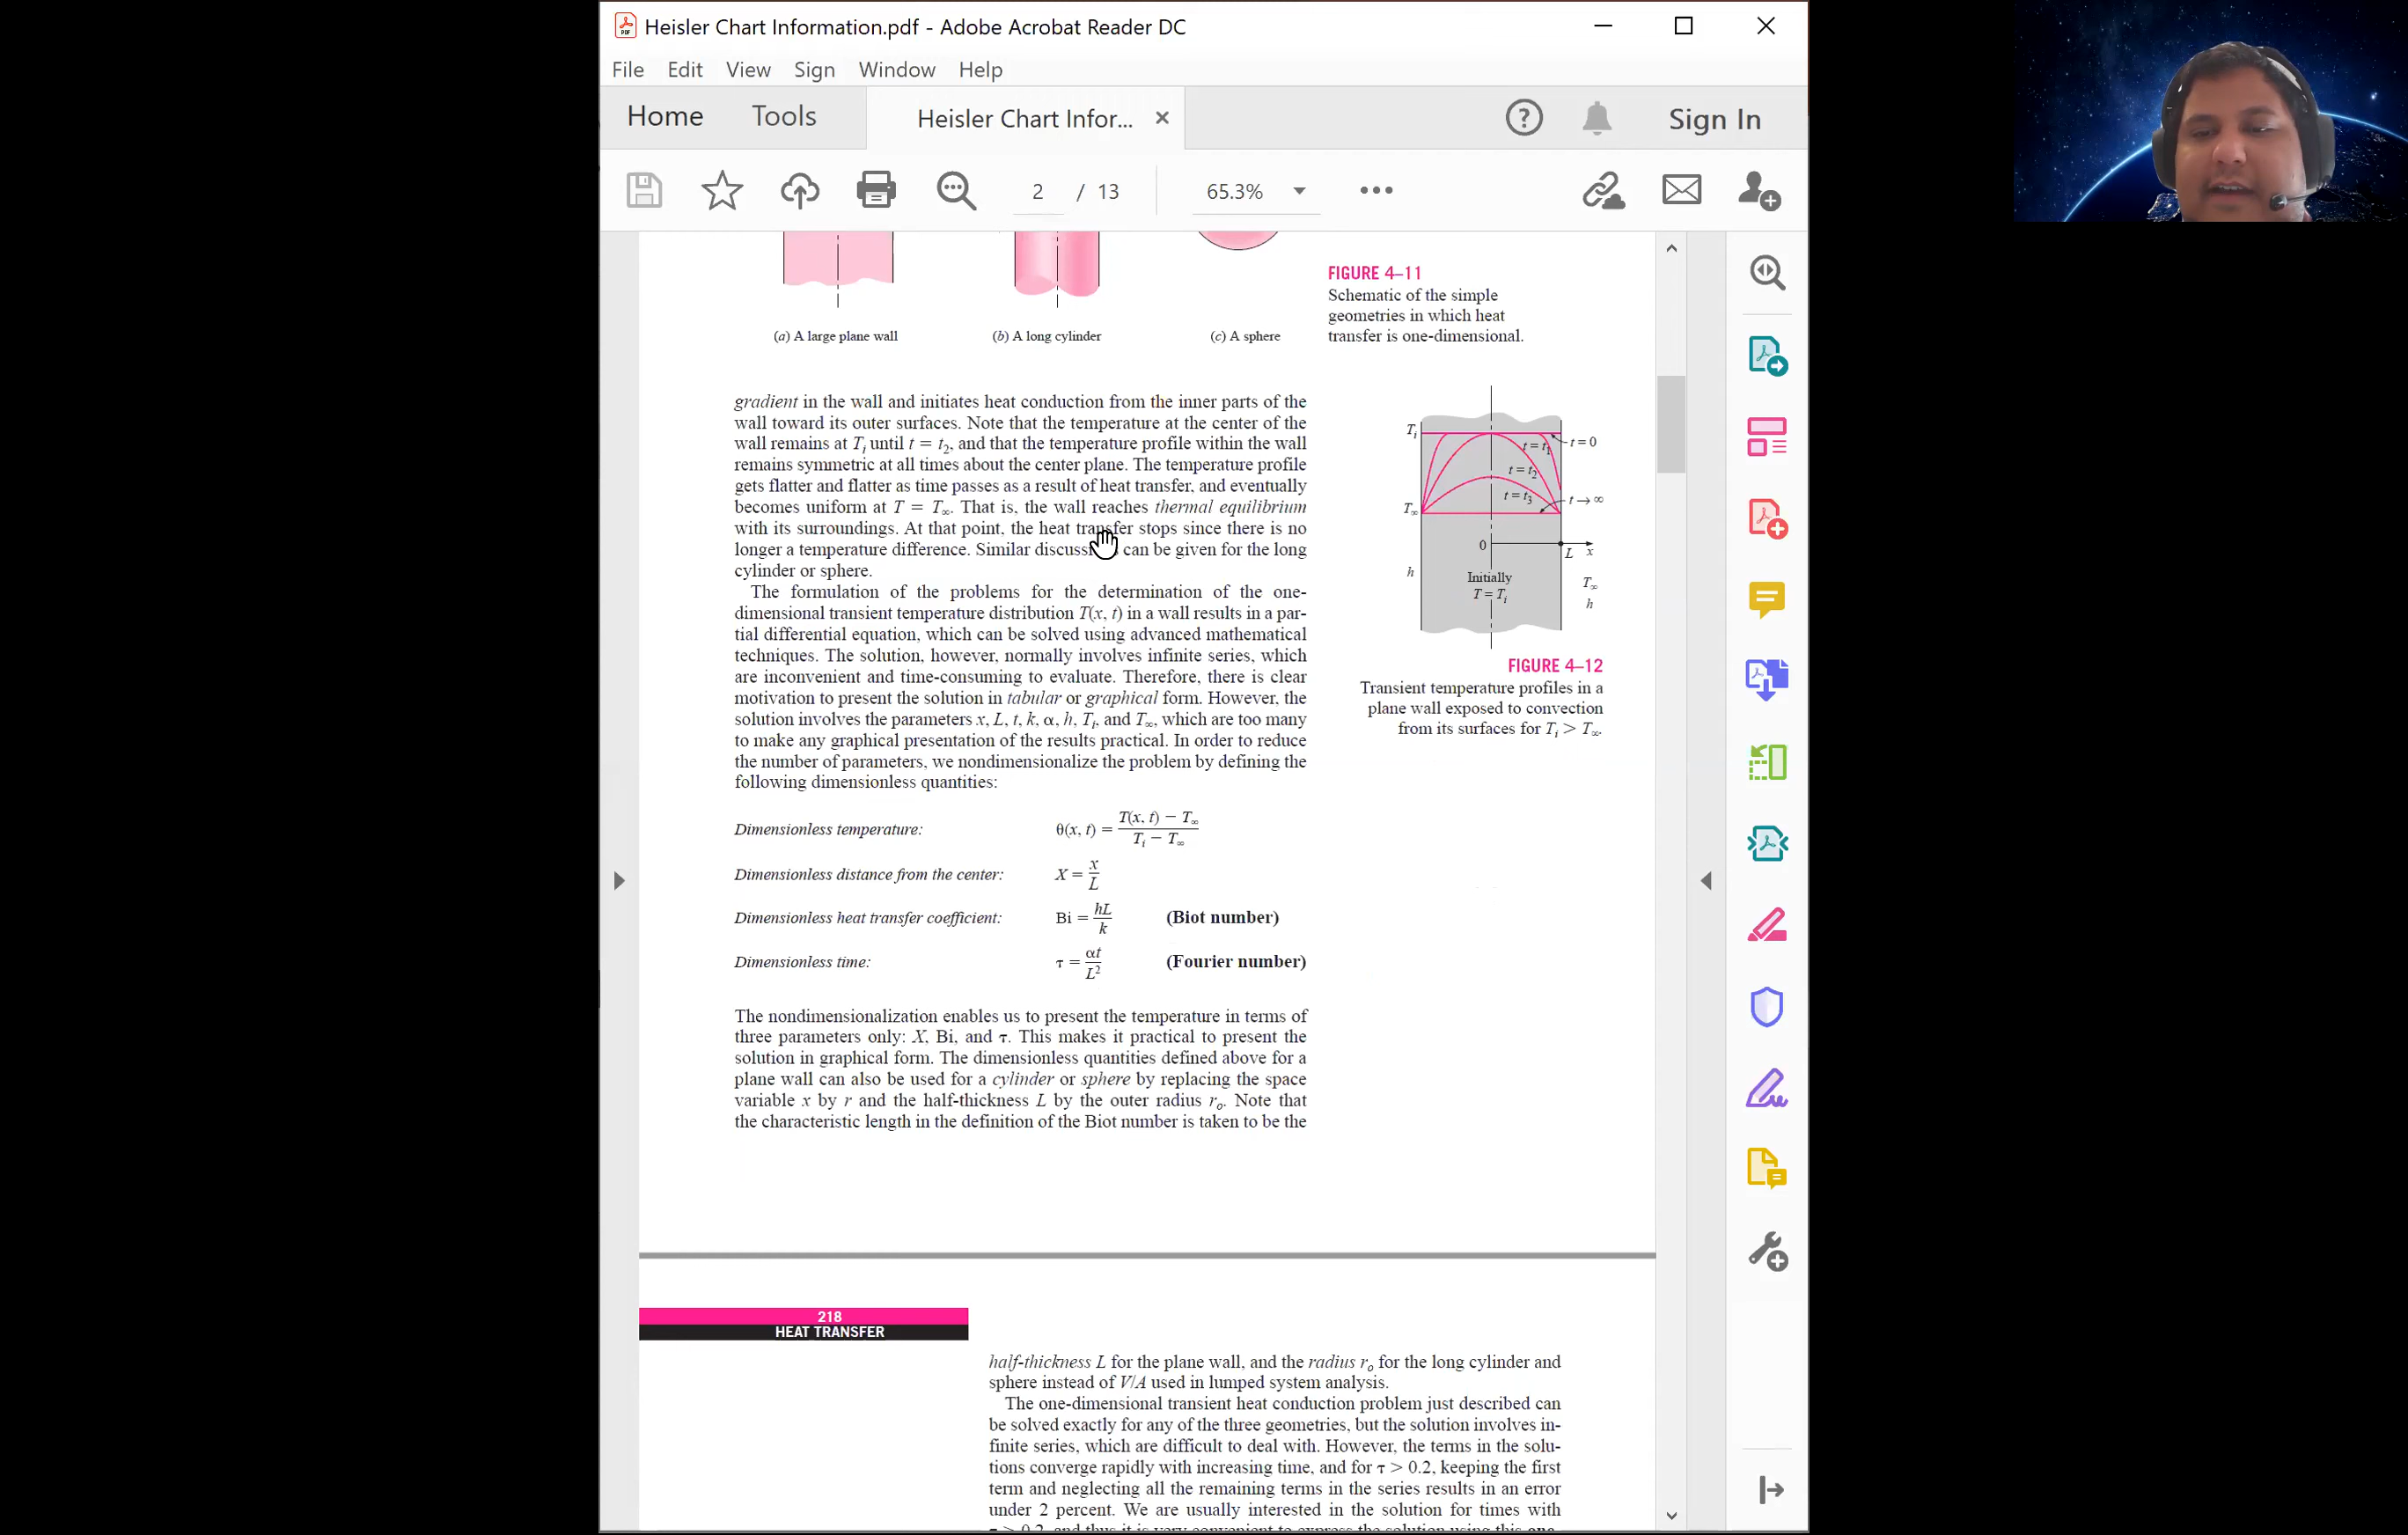 Heisler Chart Information.pdf - Adobe Acrobat Reader DC
File Edit View Sign Window Help
Home Tools Heisler Chart Infor... Sign In
2 / 13 65.3%
(a) A large plane wall
(b) A long cylinder
(c) A sphere
FIGURE 4–11
Schematic of the simple
geometries in which heat
transfer is one-dimensional.
gradient in the wall and initiates heat conduction from the inner parts of the
wall toward its outer surfaces. Note that the temperature at the center of the
wall remains at Ti until t = t2, and that the temperature profile within the wall
remains symmetric at all times about the center plane. The temperature profile
gets flatter and flatter as time passes as a result of heat transfer, and eventually
becomes uniform at T = T∞. That is, the wall reaches thermal equilibrium
with its surroundings. At that point, the heat transfer stops since there is no
longer a temperature difference. Similar can be given for the long
cylinder or sphere.
The formulation of the problems for the determination of the one-
dimensional transient temperature distribution T(x, t) in a wall results in a par-
tial differential equation, which can be solved using advanced mathematical
techniques. The solution, however, normally involves infinite series, which
are inconvenient and time-consuming to evaluate. Therefore, there is clear
motivation to present the solution in tabular or graphical form. However, the
solution involves the parameters x, L, t, k, α, h, Ti, and T∞, which are too many
to make any graphical presentation of the results practical. In order to reduce
the number of parameters, we nondimensionalize the problem by defining the
following dimensionless quantities:
Dimensionless temperature: θ(x, t) = T(x, t) − T∞ / Ti − T∞
Dimensionless distance from the center: X = x / L
Dimensionless heat transfer coefficient: Bi = hL / k (Biot number)
Dimensionless time: τ = αt / L² (Fourier number)
The nondimensionalization enables us to present the temperature in terms of
three parameters only: X, Bi, and τ. This makes it practical to present the
solution in graphical form. The dimensionless quantities defined above for a
plane wall can also be used for a cylinder or sphere by replacing the space
variable x by r and the half-thickness L by the outer radius ro. Note that
the characteristic length in the definition of the Biot number is taken to be the
Ti
t = t1
t = 0
t = t2
t = t3
t → ∞
T∞
0
L x
h
Initially
T = Ti
T∞
h
FIGURE 4–12
Transient temperature profiles in a
plane wall exposed to convection
from its surfaces for Ti > T∞.
218
HEAT TRANSFER
half-thickness L for the plane wall, and the radius ro for the long cylinder and
sphere instead of V/A used in lumped system analysis.
The one-dimensional transient heat conduction problem just described can
be solved exactly for any of the three geometries, but the solution involves in-
finite series, which are difficult to deal with. However, the terms in the solu-
tions converge rapidly with increasing time, and for τ > 0.2, keeping the first
term and neglecting all the remaining terms in the series results in an error
under 2 percent. We are usually interested in the solution for times with